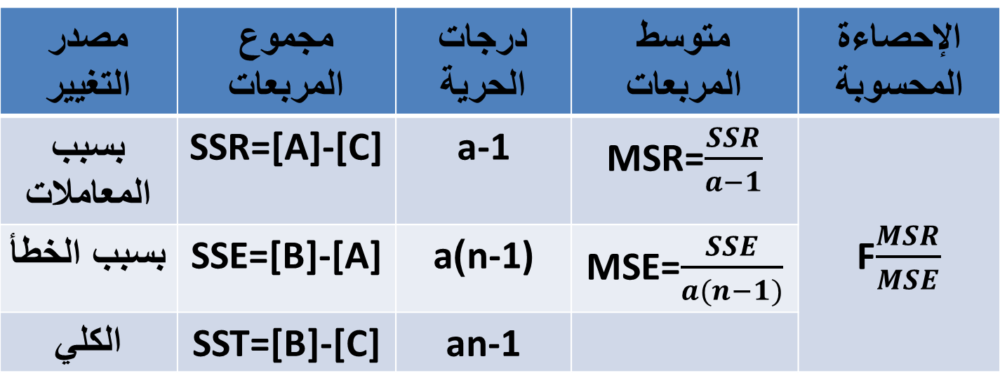 مصدر
التغيير
مجموع
المربعات
درجات
الحرية
متوسط
المربعات
الإحصاءة
المحسوبة
بسبب
المعاملات
SSR=[A]-[C]
a-1
MSR=\frac{SSR}{a-1}
بسبب الخطأ
SSE=[B]-[A]
a(n-1)
MSE=\frac{SSE}{a(n-1)}
F\frac{MSR}{MSE}
الكلي
SST=[B]-[C]
an-1